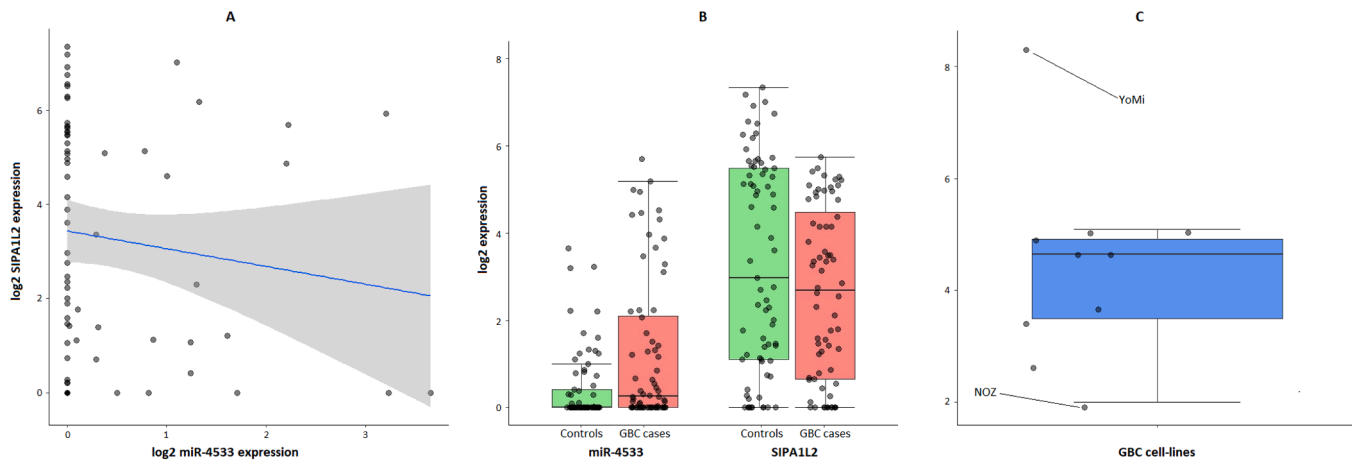 A
log2 SIPA1L2 expression
6
4
2
0
0
1
2
3
log2 miR-4533 expression
B
log2 expression
8
6
4
2
0
Controls
GBC cases
Controls
GBC cases
miR-4533
SIPA1L2
C
8
6
4
2
YoMi
NOZ
GBC cell-lines